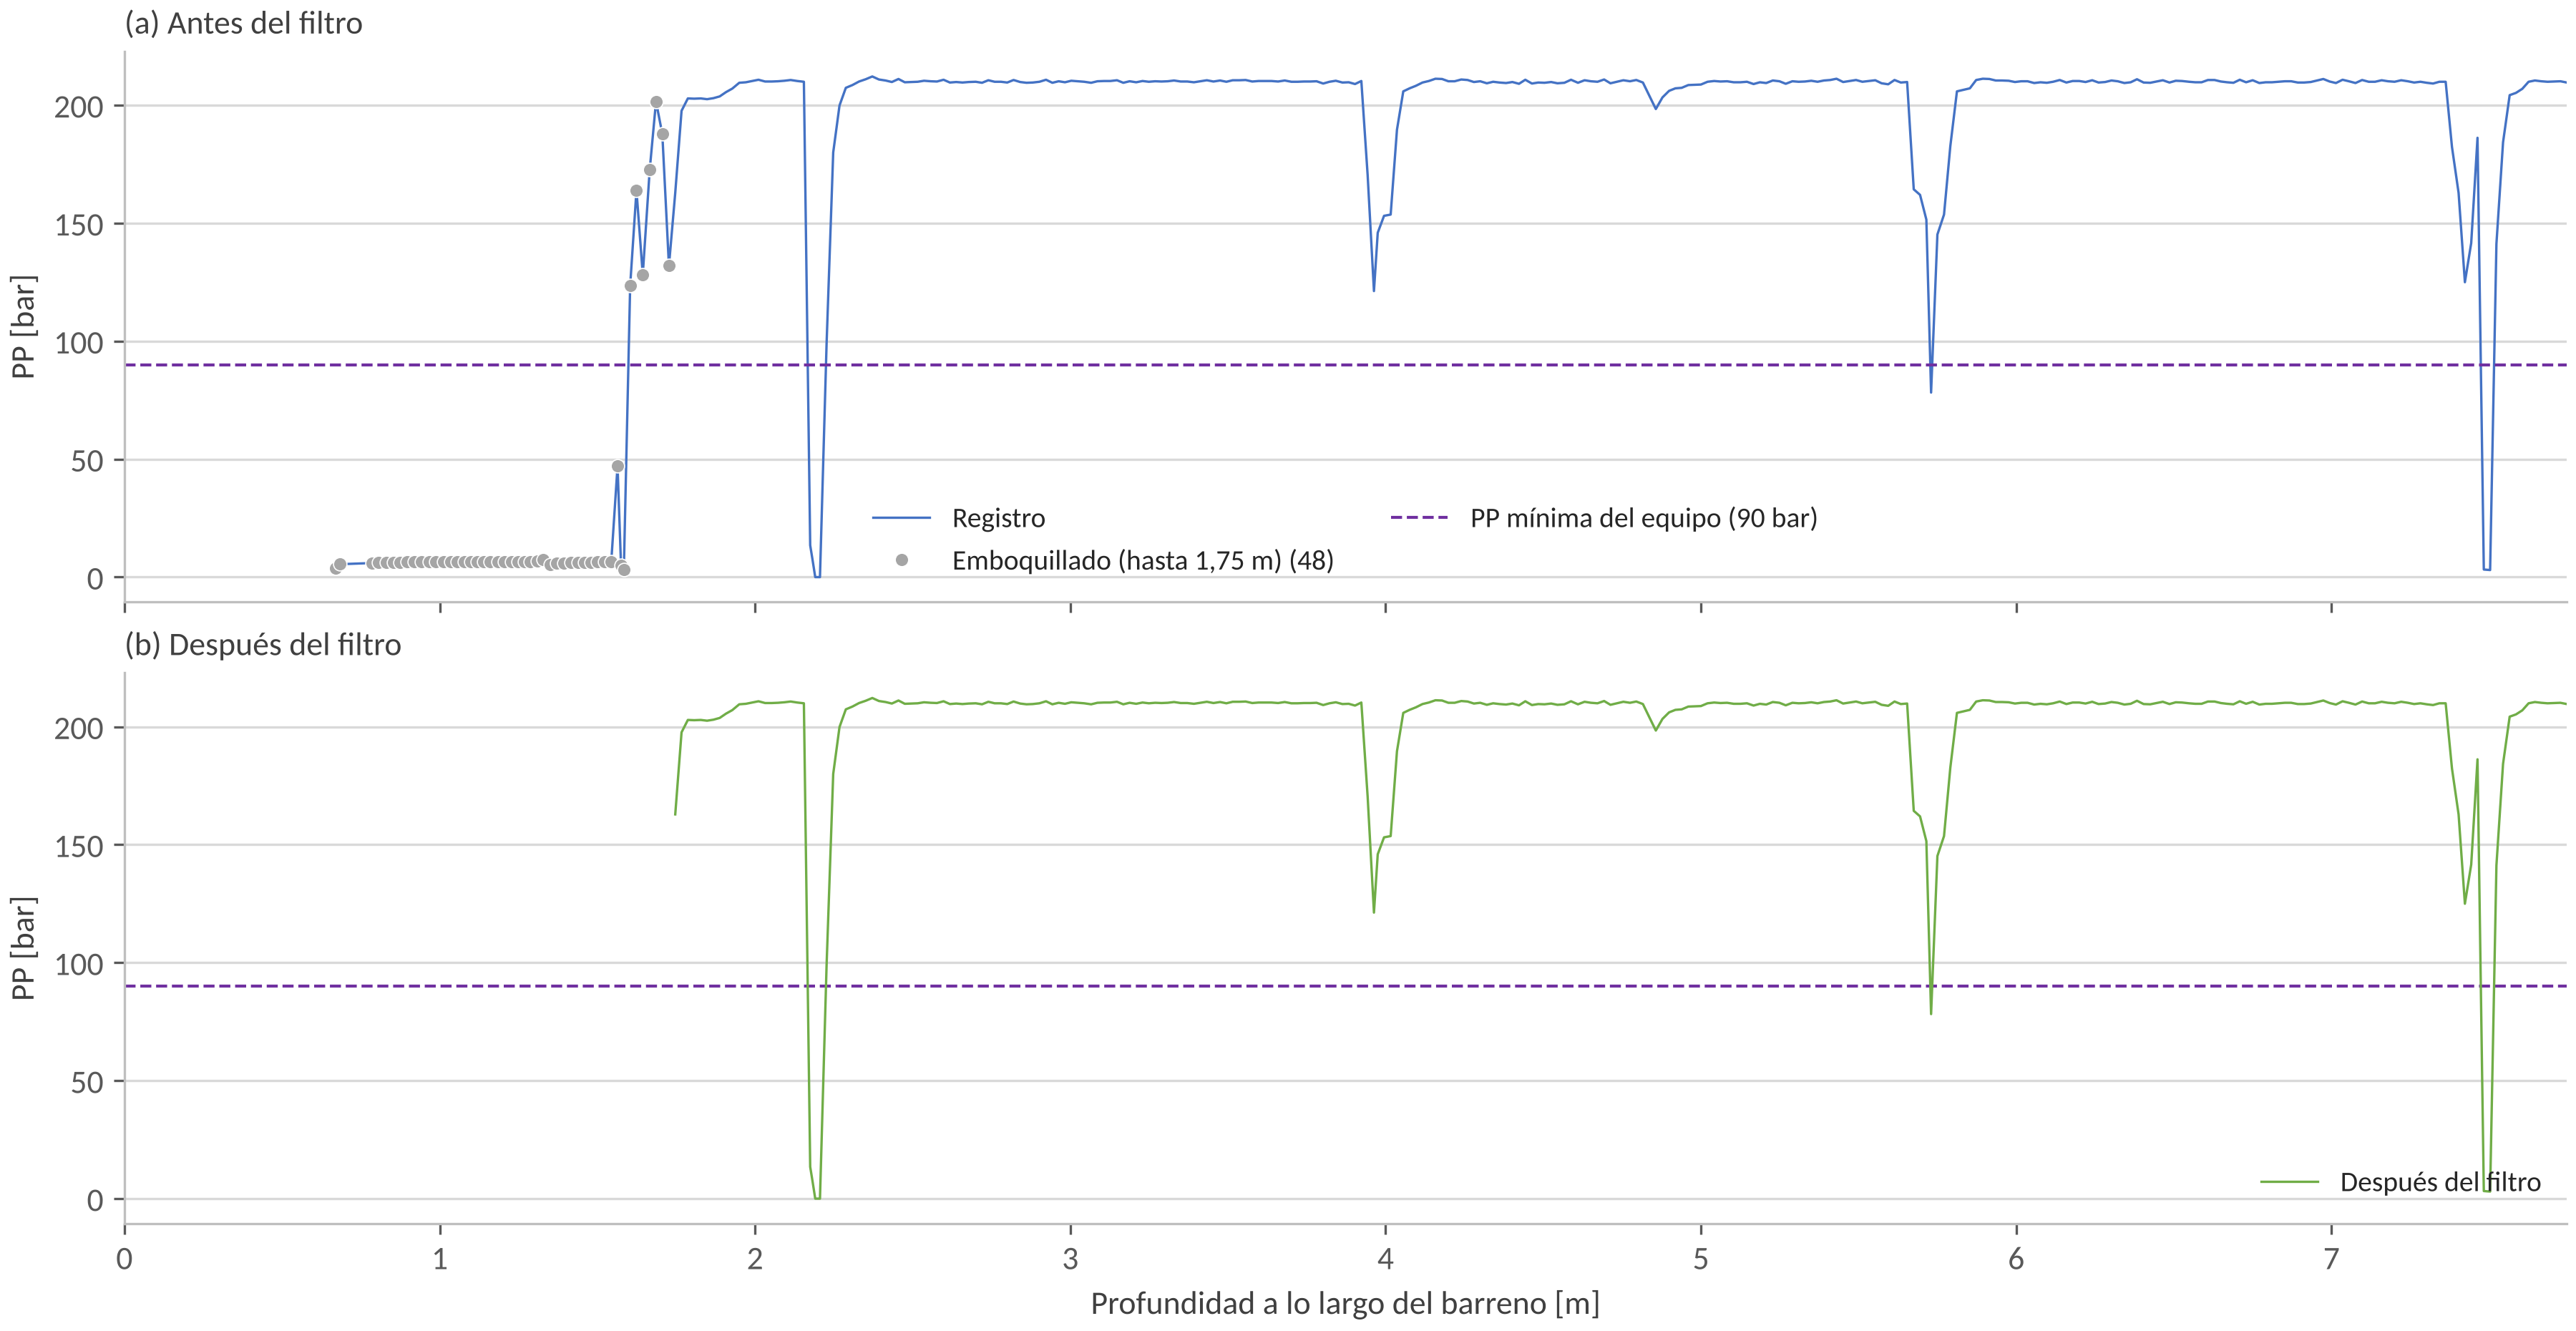 (a) Antes del filtro
PP [bar]
200
150
100
50
0
Registro
PP mínima del equipo (90 bar)
Emboquillado (hasta 1,75 m) (48)
(b) Después del filtro
PP [bar]
200
150
100
50
0
Después del filtro
0 1 2 3 4 5 6 7
Profundidad a lo largo del barreno [m]